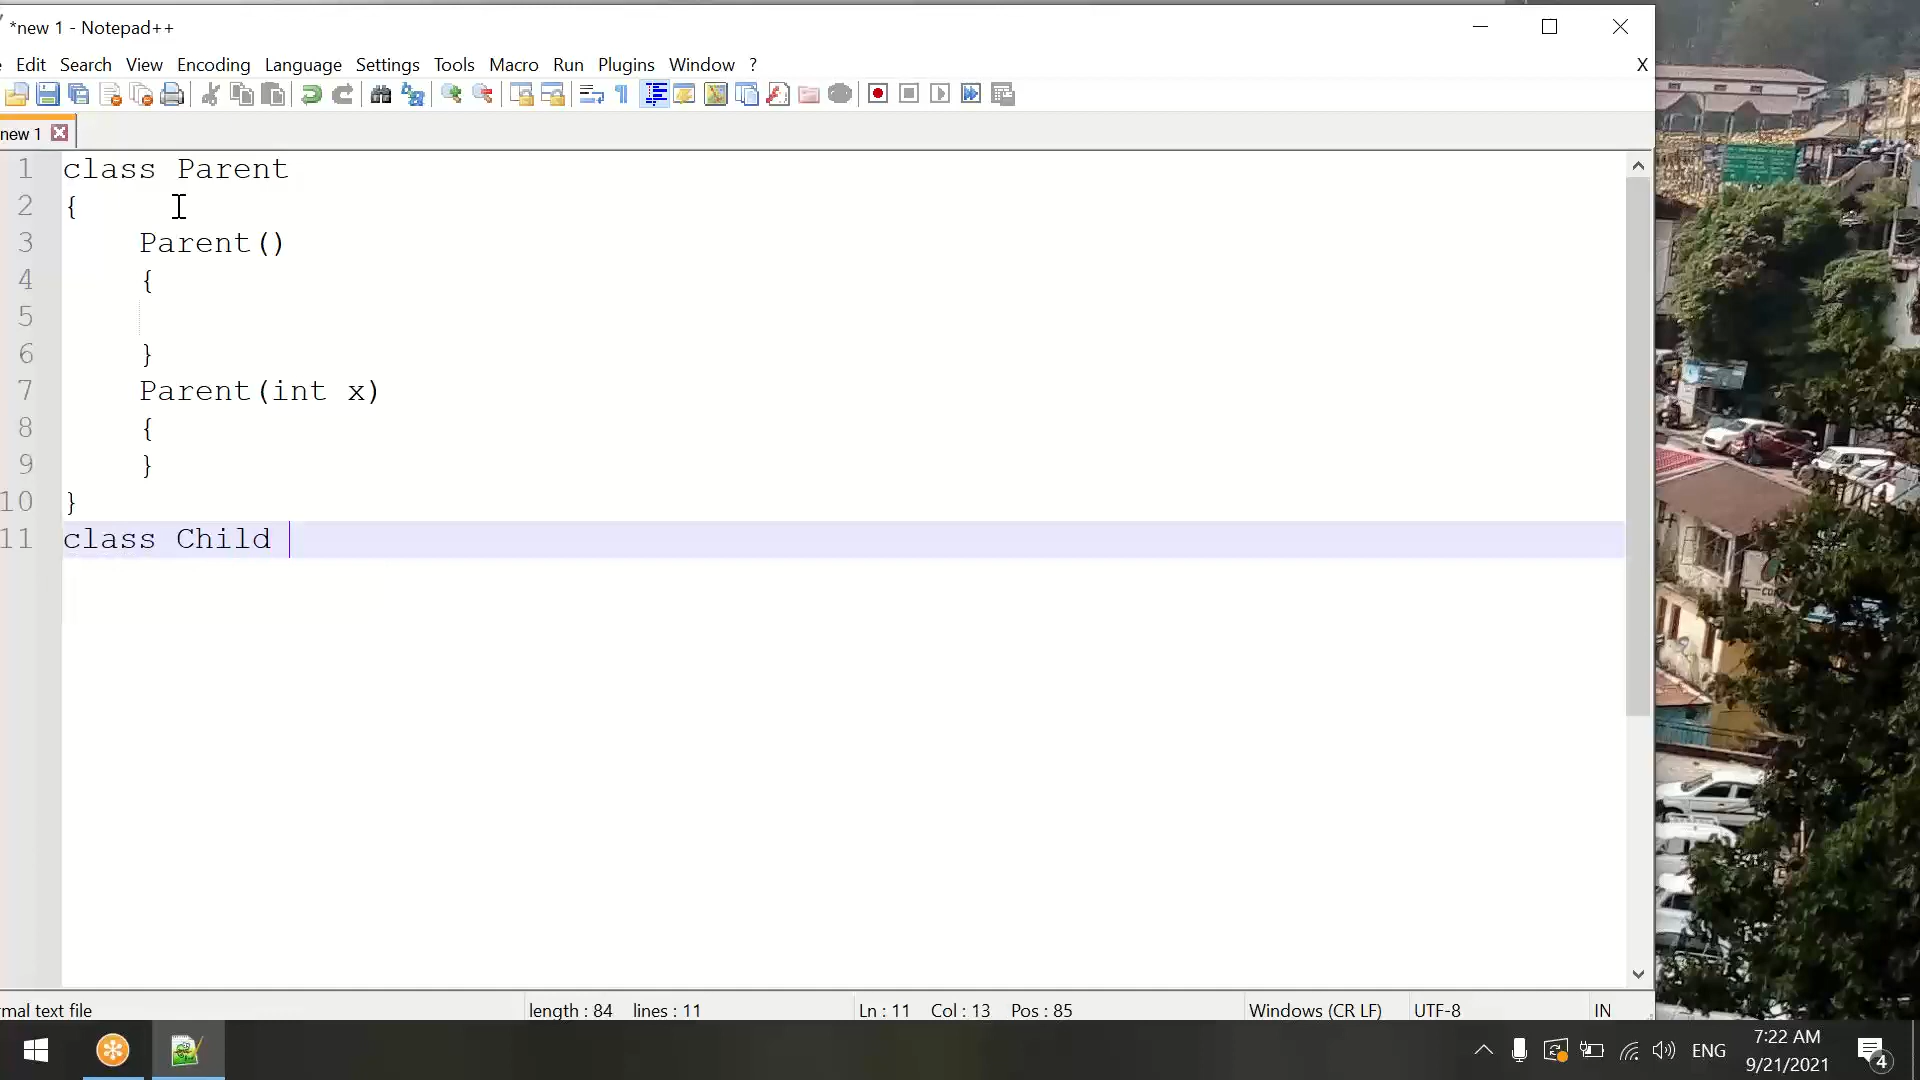 *new 1 - Notepad++
Edit Search View Encoding Language Settings Tools Macro Run Plugins Window ? X
new 1
1 class Parent
2 {
3 Parent()
4 {
5
6 }
7 Parent(int x)
8 {
9 }
10 }
11 class Child
mal text file length : 84 lines : 11 Ln : 11 Col : 13 Pos : 85 Windows (CR LF) UTF-8 IN
ENG
7:22 AM
9/21/2021
4